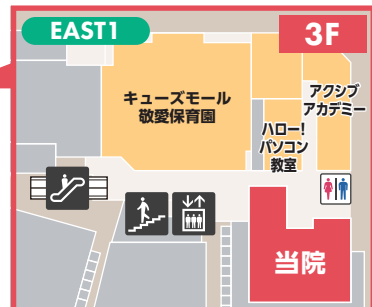 EAST1
3F
キューズモール
敬愛保育園
アクシブ
アカデミー
ハロー!
パソコン
教室
当院